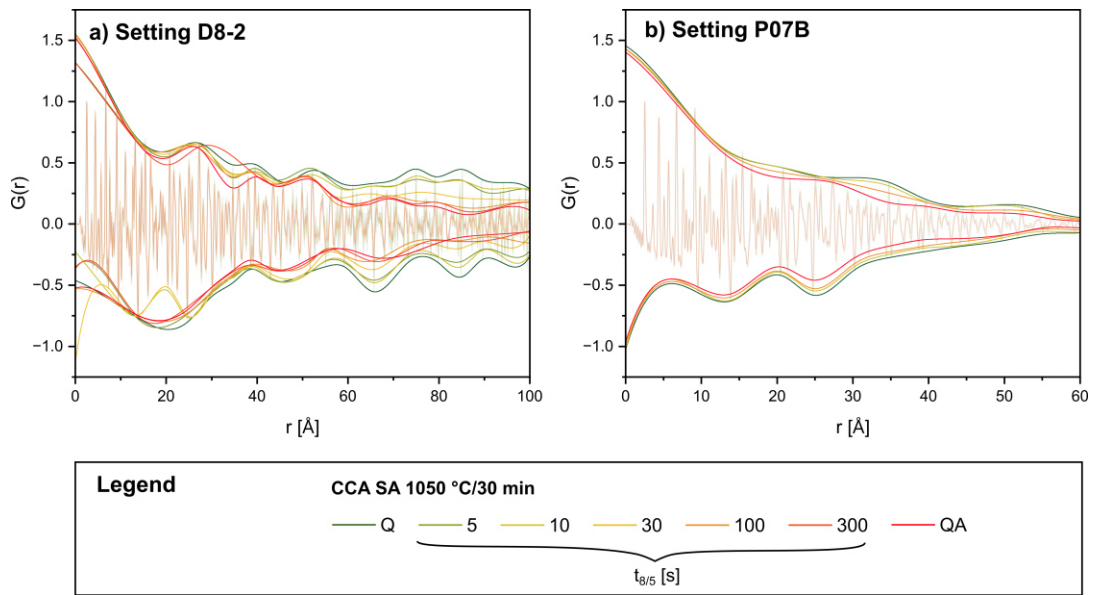 a) Setting D8-2
1.5
1.0
0.5
0.0
−0.5
−1.0
G(r)
0 20 40 60 80 100
r [Å]
b) Setting P07B
1.5
1.0
0.5
0.0
−0.5
−1.0
G(r)
0 10 20 30 40 50 60
r [Å]
Legend
CCA SA 1050 °C/30 min
Q 5 10 30 100 300 QA
t8/5 [s]